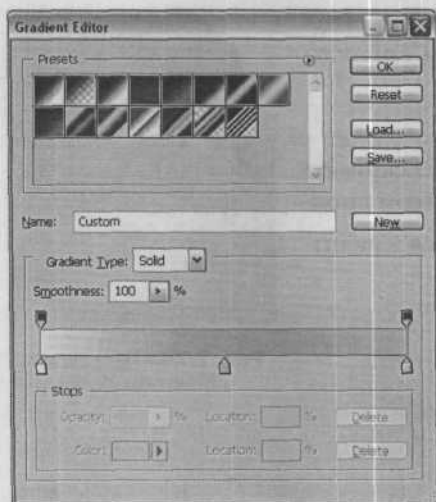 Gradient Editor
Presets
OK
Reset
Load...
Save...
Name: Custom
New
Gradient Type: Solid
Smoothness: 100 %
Stops
Opacity: % Location: % Delete
Color: Location: % Delete